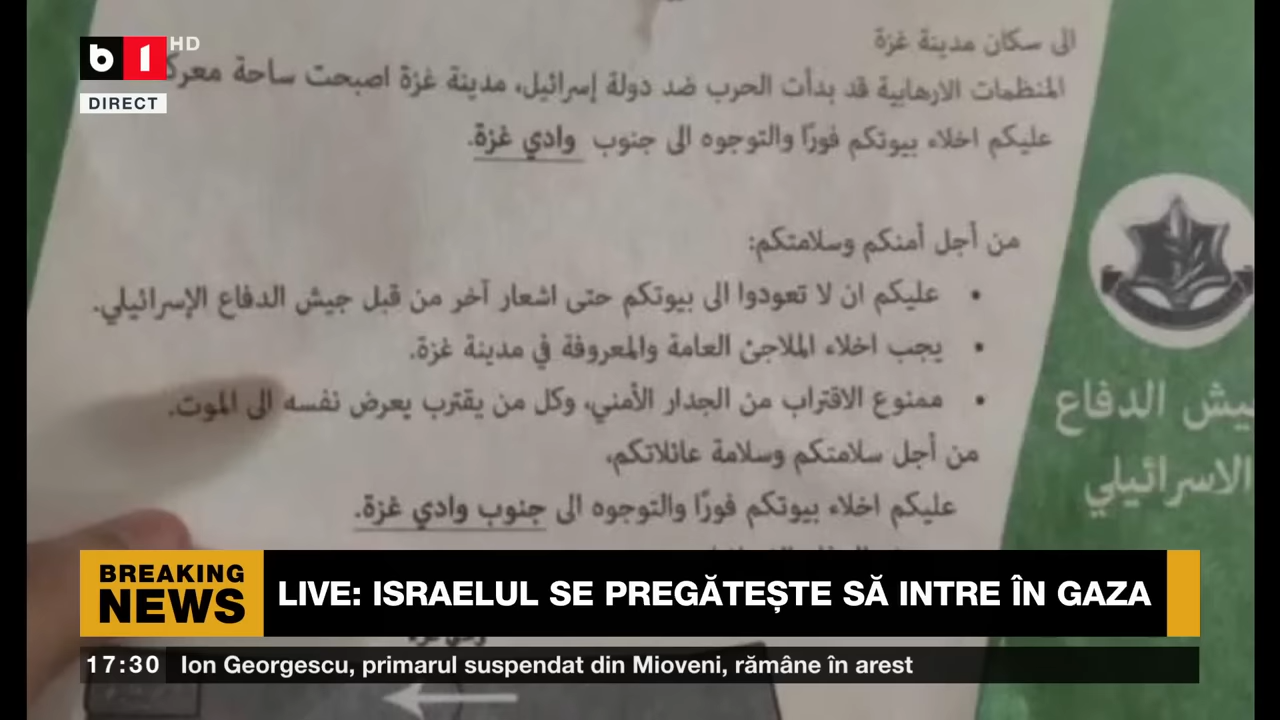 b1 HD
DIRECT
الى سكان مدينة غزة
المنظمات الارهابية قد بدأت الحرب ضد دولة إسرائيل، مدينة غزة اصبحت ساحة
عليكم اخلاء بيوتكم فورًا والتوجوه الى جنوب وادي غزة.
من أجل أمنكم وسلامتكم:
• عليكم ان لا تعودوا الى بيوتكم حتى اشعار آخر من قبل جيش الدفاع الإسرائيلي.
• يجب اخلاء الملاجئ العامة والمعروفة في مدينة غزة.
• ممنوع الاقتراب من الجدار الأمني، وكل من يقترب يعرض نفسه الى الموت.
من أجل سلامتكم وسلامة عائلاتكم،
عليكم اخلاء بيوتكم فورًا والتوجوه الى جنوب وادي غزة.
الدفاع
الاسرائيلي
BREAKING
NEWS
LIVE: ISRAELUL SE PREGĂTEȘTE SĂ INTRE ÎN GAZA
17:30 Ion Georgescu, primarul suspendat din Mioveni, rămâne în arest